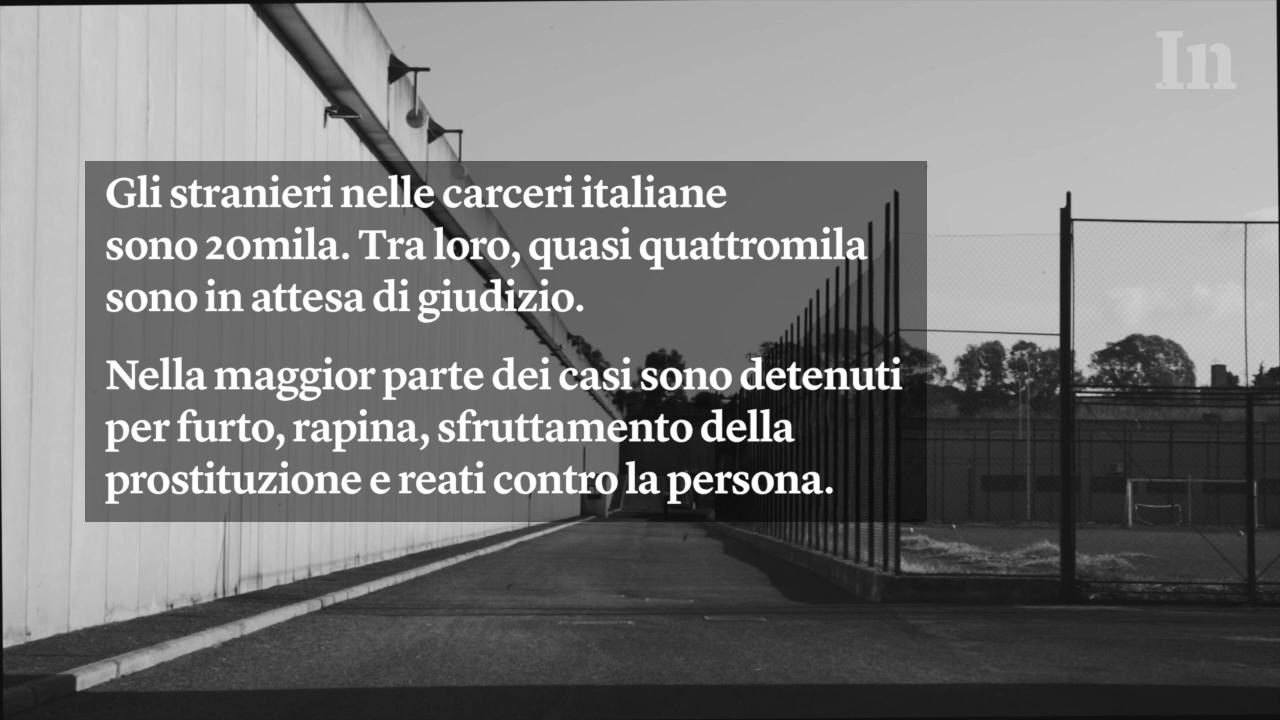 In
Gli stranieri nelle carceri italiane
sono 20mila. Tra loro, quasi quattromila
sono in attesa di giudizio.
Nella maggior parte dei casi sono detenuti
per furto, rapina, sfruttamento della
prostituzione e reati contro la persona.